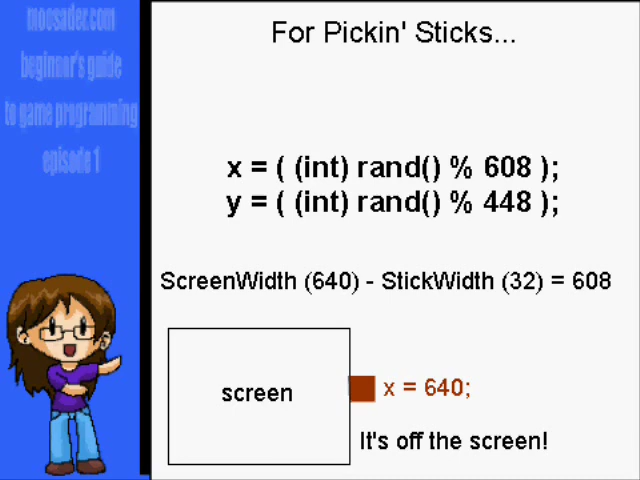 moosader.com
beginner's guide
to game programming
episode 1
For Pickin' Sticks...
x = ( (int) rand() % 608 );
y = ( (int) rand() % 448 );
ScreenWidth (640) - StickWidth (32) = 608
screen
x = 640;
It's off the screen!